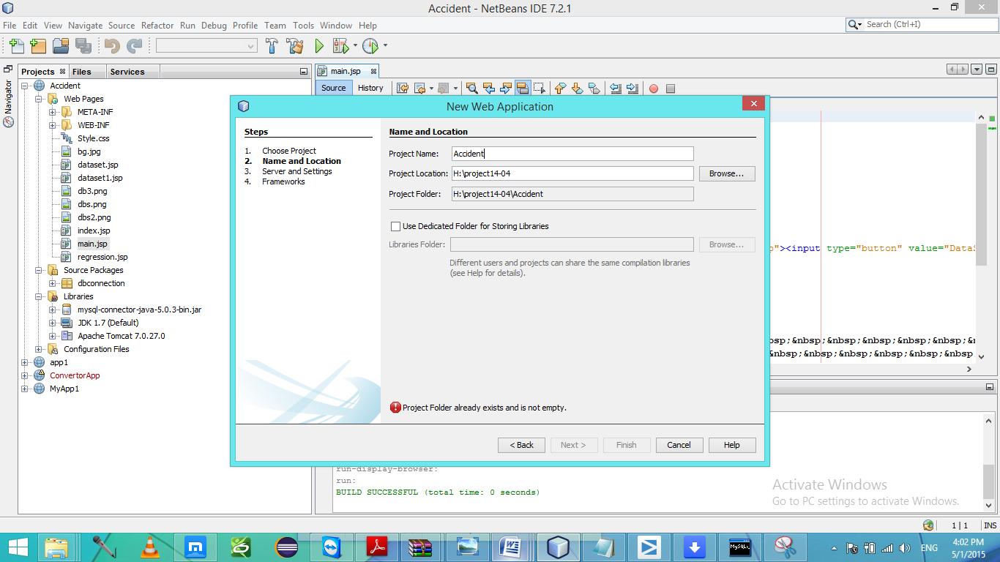 Accident - NetBeans IDE 7.2.1
File Edit View Navigate Source Refactor Run Debug Profile Team Tools Window Help
Search (Ctrl+I)
Projects Files Services
main.jsp
Source History
Navigator
Accident
Web Pages
META-INF
WEB-INF
Style.css
bg.jpg
dataset.jsp
dataset1.jsp
db3.png
dbs.png
dbs2.png
index.jsp
main.jsp
regression.jsp
Source Packages
dbconnection
Libraries
mysql-connector-java-5.0.3-bin.jar
JDK 1.7 (Default)
Apache Tomcat 7.0.27.0
Configuration Files
app1
ConvertorApp
MyApp1
New Web Application
Steps
1. Choose Project
2. Name and Location
3. Server and Settings
4. Frameworks
Name and Location
Project Name: Accident
Project Location: H:\project14-04 Browse...
Project Folder: H:\project14-04\Accident
Use Dedicated Folder for Storing Libraries
Libraries Folder: Browse...
Different users and projects can share the same compilation libraries
(see Help for details).
Project Folder already exists and is not empty.
< Back Next > Finish Cancel Help
"><input type="button" value="DataS
bsp;&nbsp;&nbsp;&nbsp;&nbsp;&nbsp;&n
&nbsp;&nbsp;&nbsp;&nbsp;&nbsp;&nbsp;
run-display-browser:
run:
BUILD SUCCESSFUL (total time: 0 seconds)
Activate Windows
Go to PC settings to activate Windows.
1 | 1 INS
MySQL
ENG
4:02 PM
5/1/2015